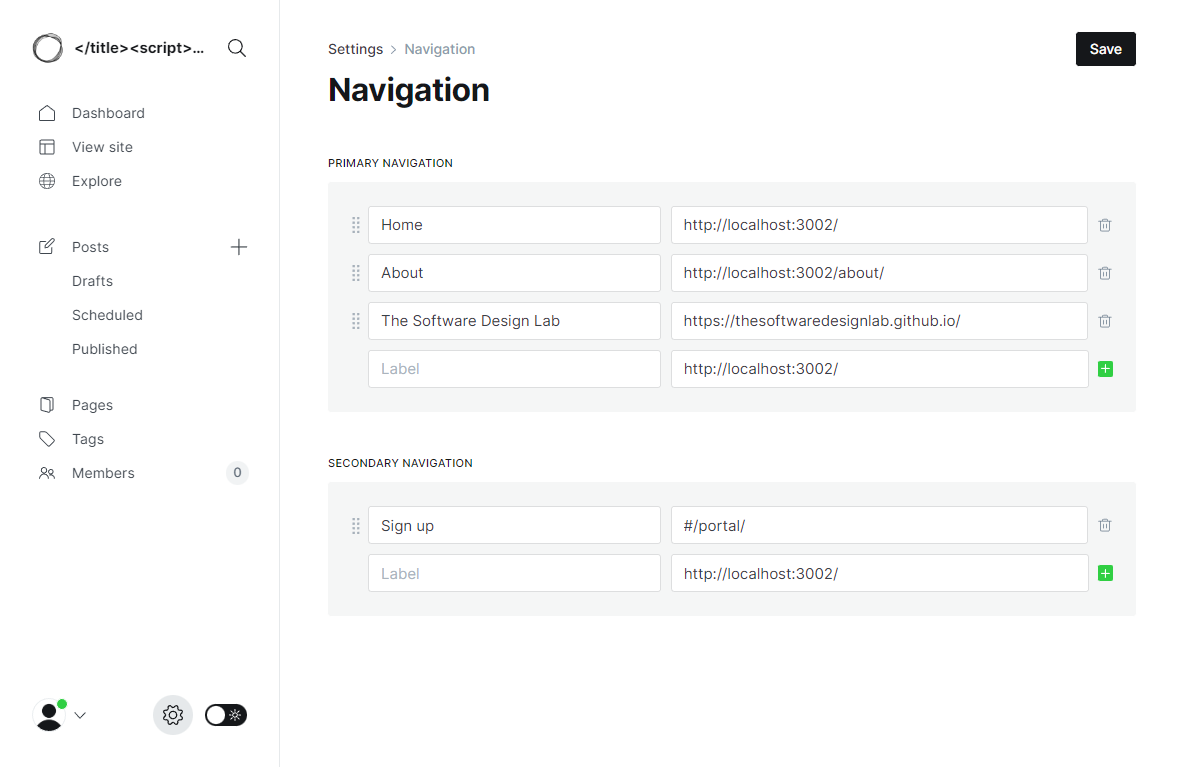 </title><script>...
Dashboard
View site
Explore
Posts
Drafts
Scheduled
Published
Pages
Tags
Members 0
Settings > Navigation
Save
Navigation
PRIMARY NAVIGATION
Home http://localhost:3002/
About http://localhost:3002/about/
The Software Design Lab https://thesoftwaredesignlab.github.io/
Label http://localhost:3002/
SECONDARY NAVIGATION
Sign up #/portal/
Label http://localhost:3002/